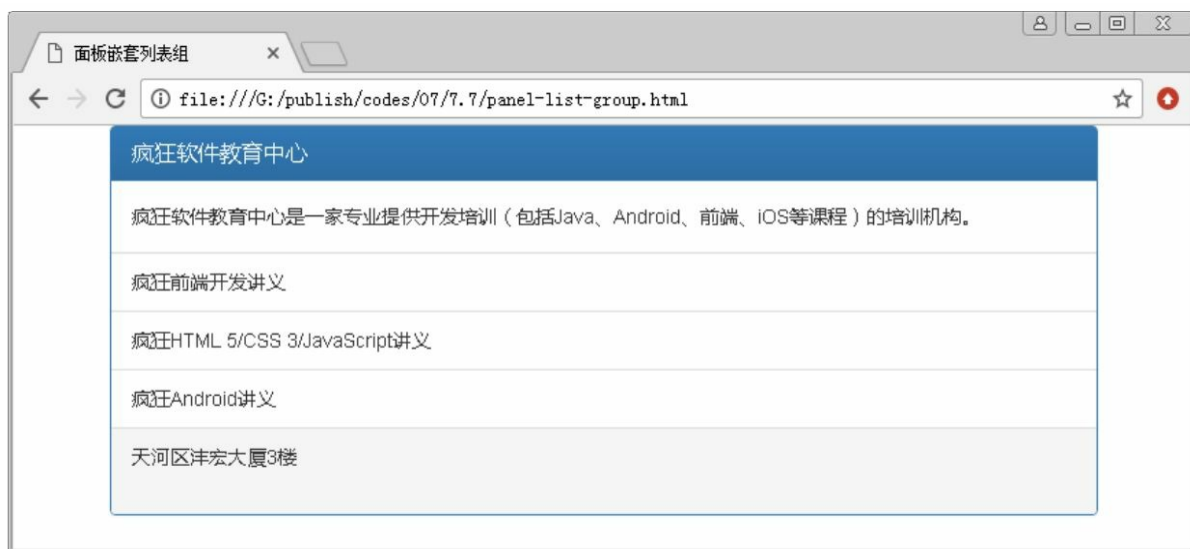 面板嵌套列表组
file:///G:/publish/codes/07/7.7/panel-list-group.html
疯狂软件教育中心
疯狂软件教育中心是一家专业提供开发培训（包括Java、Android、前端、iOS等课程）的培训机构。
疯狂前端开发讲义
疯狂HTML 5/CSS 3/JavaScript讲义
疯狂Android讲义
天河区沣宏大厦3楼